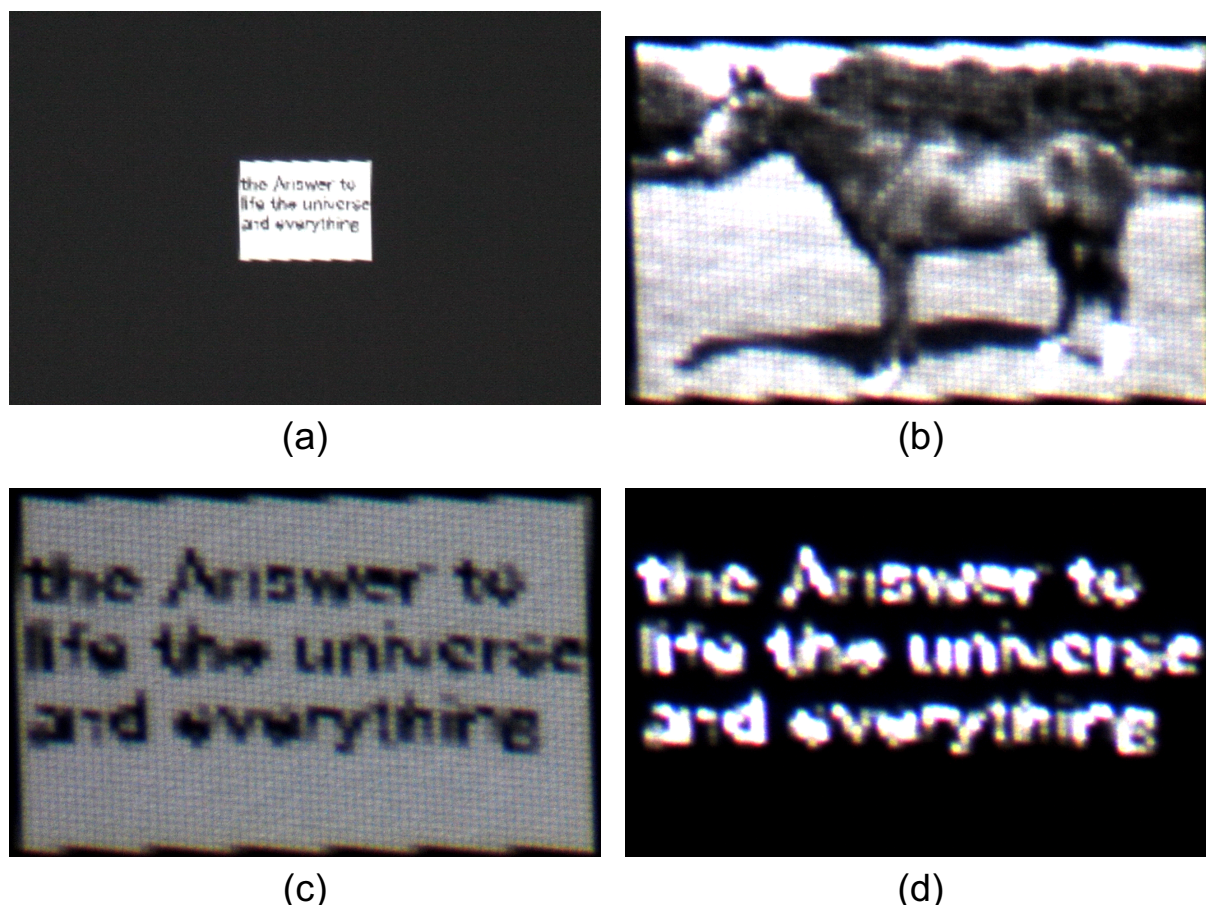 the Answer to
life the universe
and everything
(a)
(b)
the Answer to
life the universe
and everything
the Answer to
life the universe
and everything
(c)
(d)